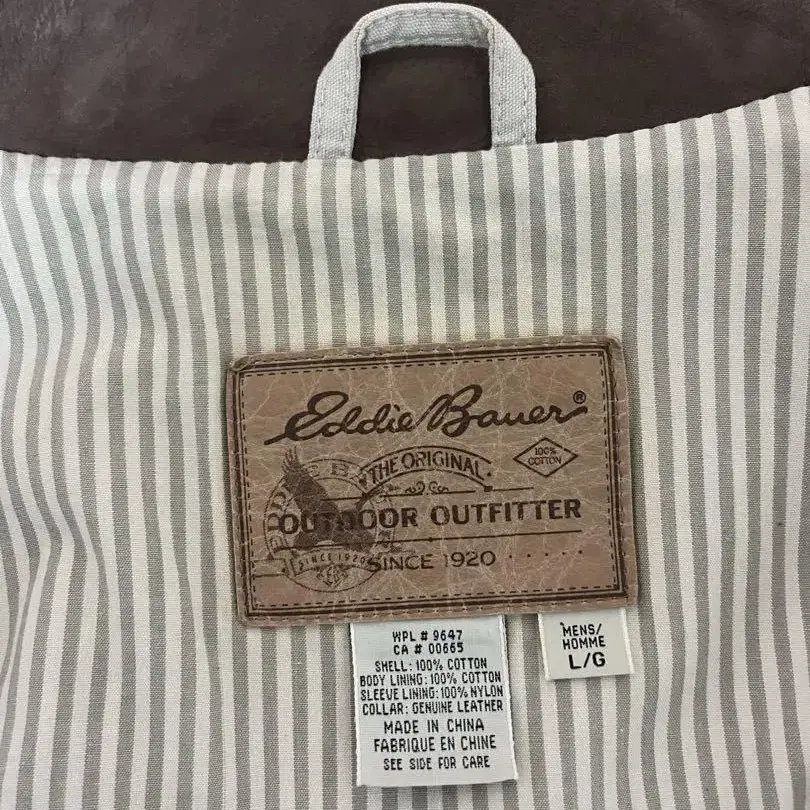 Eddie Bauer®
100%
COTTON
THE ORIGINAL
OUTDOOR OUTFITTER
SINCE 1920
SINCE 1920
WPL # 9647
CA # 00665
SHELL: 100% COTTON
BODY LINING: 100% COTTON
SLEEVE LINING: 100% NYLON
COLLAR: GENUINE LEATHER
MADE IN CHINA
FABRIQUE EN CHINE
SEE SIDE FOR CARE
MENS/
HOMME
L/G